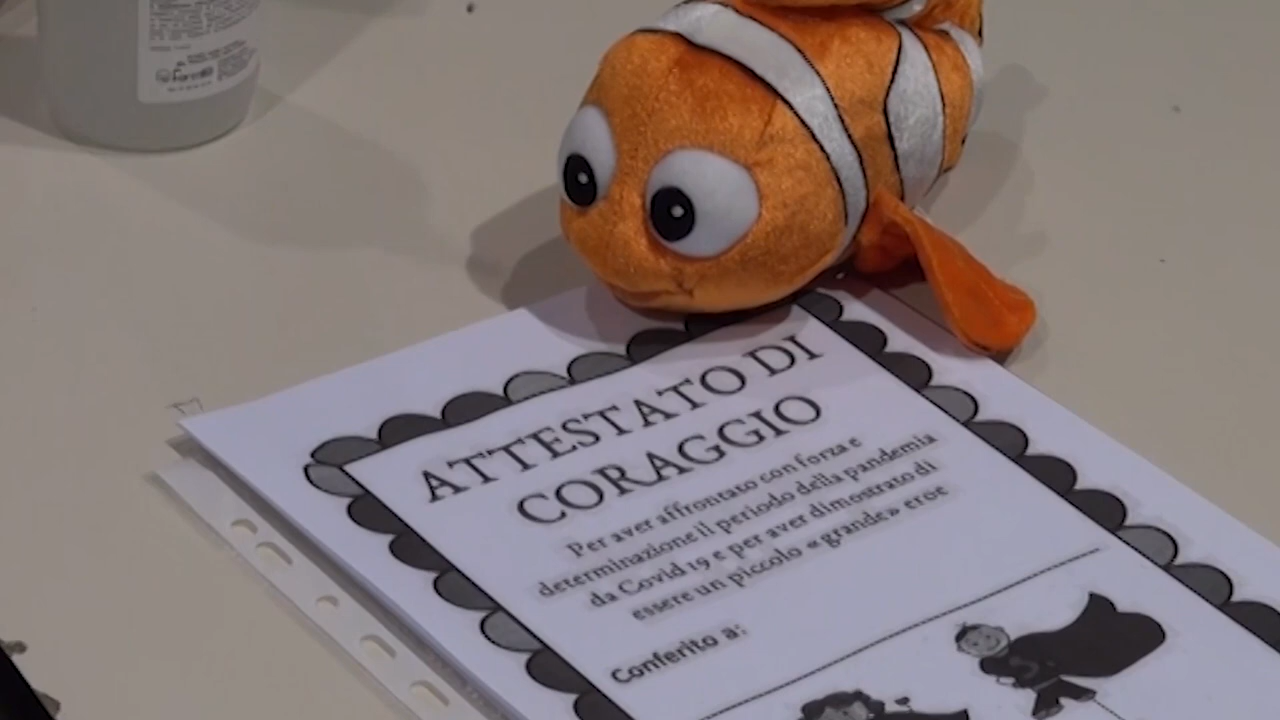 ATTESTATO DI
CORAGGIO
Per aver affrontato con forza e
determinazione il periodo della pandemia
da Covid 19 e per aver dimostrato di
essere un piccolo «grande» eroe
Conferito a: